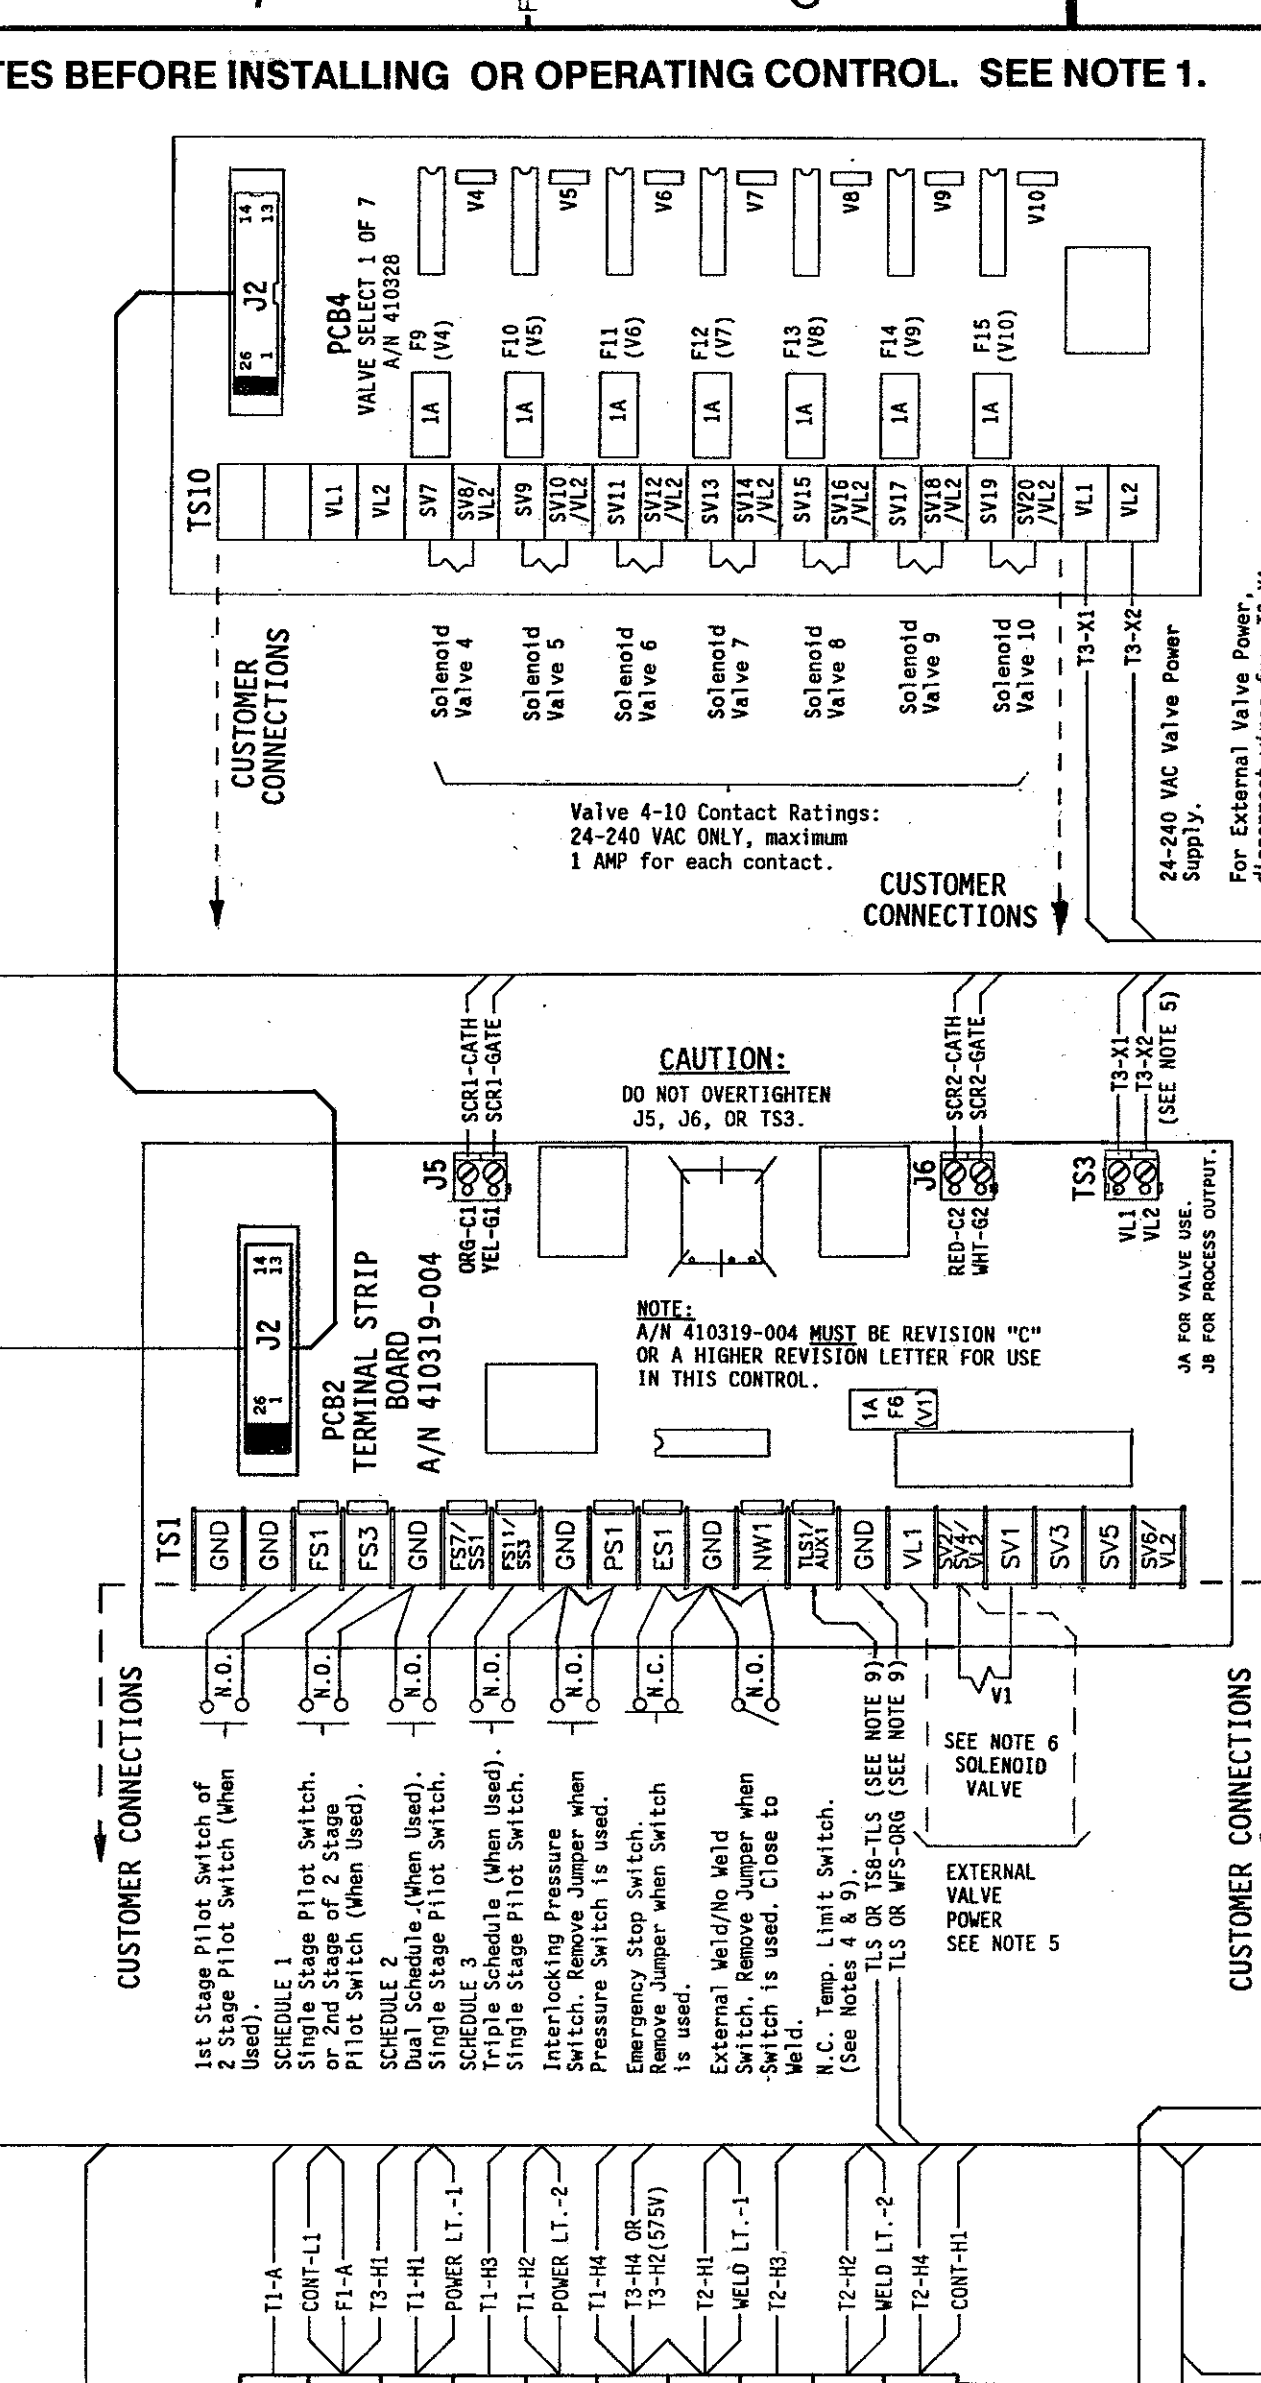 TES BEFORE INSTALLING OR OPERATING CONTROL. SEE NOTE 1.
J2
14
13
26
1
PCB4
VALVE SELECT 1 OF 7
A/N 410328
V4
V5
V6
V7
V8
V9
V10
F9
(V4)
F10
(V5)
F11
(V6)
F12
(V7)
F13
(V8)
F14
(V9)
F15
(V10)
1A
1A
1A
1A
1A
1A
1A
TS10
VL1
VL2
SV7
SV8/
VL2
SV9
SV10
/VL2
SV11
SV12
/VL2
SV13
SV14
/VL2
SV15
SV16
/VL2
SV17
SV18
/VL2
SV19
SV20
/VL2
VL1
VL2
CUSTOMER
CONNECTIONS
Solenoid
Valve 4
Solenoid
Valve 5
Solenoid
Valve 6
Solenoid
Valve 7
Solenoid
Valve 8
Solenoid
Valve 9
Solenoid
Valve 10
T3-X1
T3-X2
24-240 VAC Valve Power
Supply.
For External Valve Power,
Valve 4-10 Contact Ratings:
24-240 VAC ONLY, maximum
1 AMP for each contact.
CUSTOMER
CONNECTIONS
SCR1-CATH
SCR1-GATE
CAUTION:
DO NOT OVERTIGHTEN
J5, J6, OR TS3.
SCR2-CATH
SCR2-GATE
T3-X1
T3-X2
(SEE NOTE 5)
J5
ORG-C1
YEL-G1
J6
RED-C2
WHT-G2
TS3
VL1
VL2
JA FOR VALVE USE.
JB FOR PROCESS OUTPUT.
J2
14
13
26
1
PCB2
TERMINAL STRIP
BOARD
A/N 410319-004
NOTE:
A/N 410319-004 MUST BE REVISION "C"
OR A HIGHER REVISION LETTER FOR USE
IN THIS CONTROL.
1A
F6
(V1)
TS1
GND
GND
FS1
FS3
GND
FS7/
SS1
FS11/
SS3
GND
PS1
ES1
GND
NW1
TLS1/
AUX1
GND
VL1
SV2/
SV4/
VL2
SV1
SV3
SV5
SV6/
VL2
CUSTOMER CONNECTIONS
N.O.
N.O.
N.O.
N.O.
N.O.
N.C.
N.O.
V1
SEE NOTE 6
SOLENOID
VALVE
EXTERNAL
VALVE
POWER
SEE NOTE 5
CUSTOMER CONNECTIONS
1st Stage Pilot Switch of
2 Stage Pilot Switch (When
Used).
SCHEDULE 1
Single Stage Pilot Switch.
or 2nd Stage of 2 Stage
Pilot Switch (When Used).
SCHEDULE 2
Dual Schedule (When Used).
Single Stage Pilot Switch.
SCHEDULE 3
Triple Schedule (When Used).
Single Stage Pilot Switch.
Interlocking Pressure
Switch. Remove Jumper when
Pressure Switch is used.
Emergency Stop Switch.
Remove Jumper when Switch
is used.
External Weld/No Weld
Switch. Remove Jumper when
Switch is used. Close to
Weld.
N.C. Temp. Limit Switch.
(See Notes 4 & 9).
TLS OR TS8-TLS (SEE NOTE 9)
TLS OR WFS-ORG (SEE NOTE 9)
T1-A
CONT-L1
F1-A
T3-H1
T1-H1
POWER LT.-1
T1-H3
T1-H2
POWER LT.-2
T1-H4
T3-H4 OR
T3-H2(575V)
T2-H1
WELD LT.-1
T2-H3
T2-H2
WELD LT.-2
T2-H4
CONT-H1